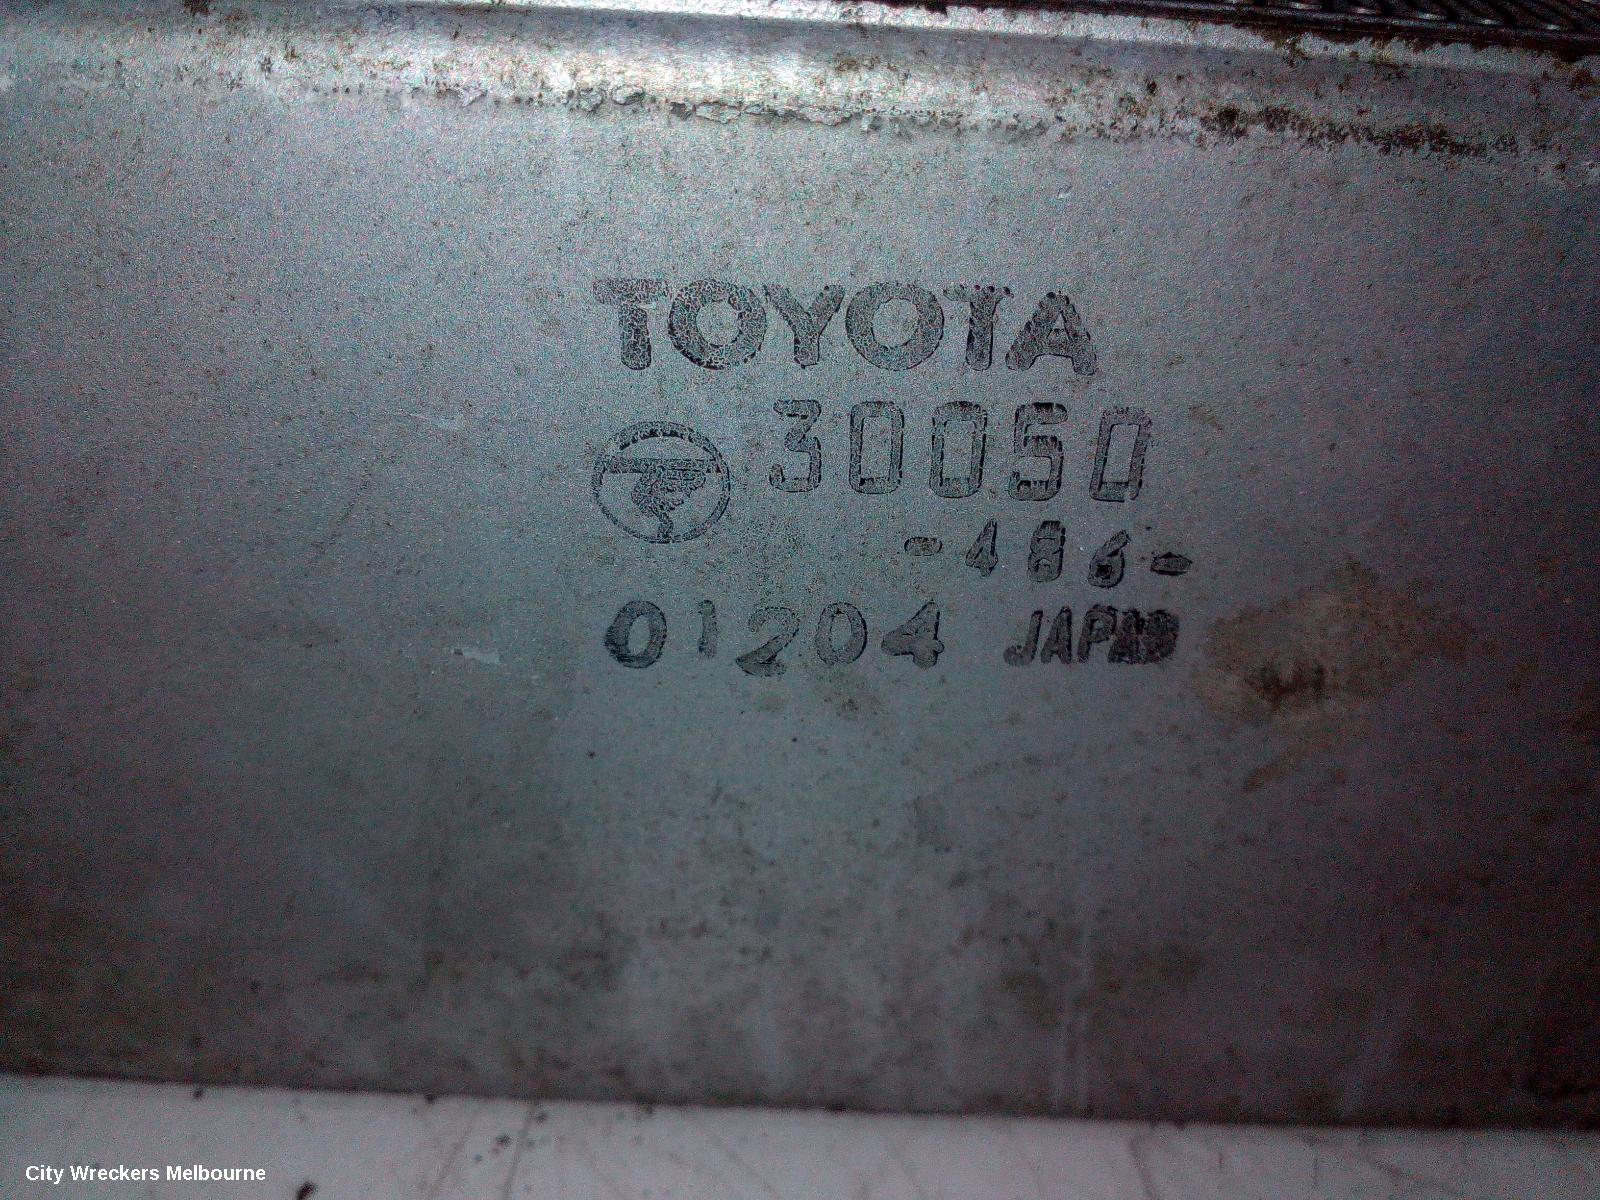 TOYOTA
30050
-486-
01204 JAPAN
City Wreckers Melbourne